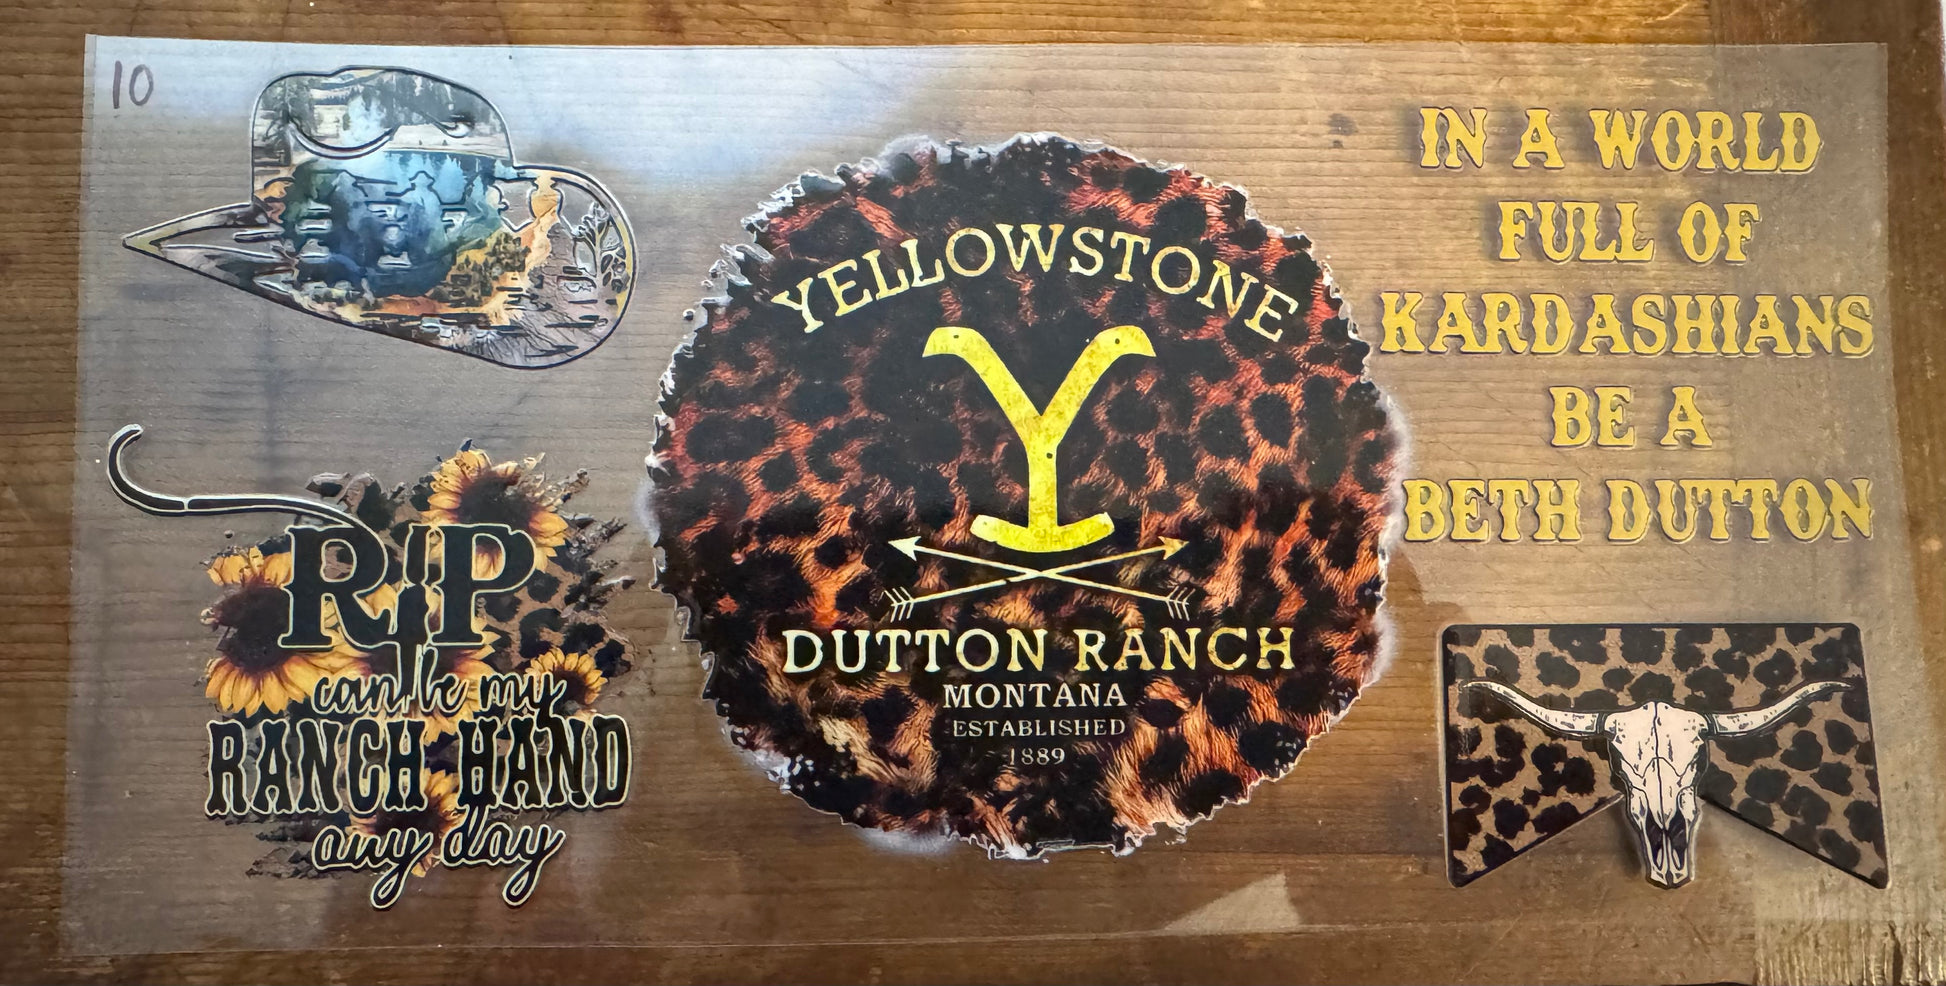 10
YELLOWSTONE
Y
DUTTON RANCH
MONTANA
ESTABLISHED
1889
IN A WORLD
FULL OF
KARDASHIANS
BE A
BETH DUTTON
RIP
can be my
RANCH HAND
any day